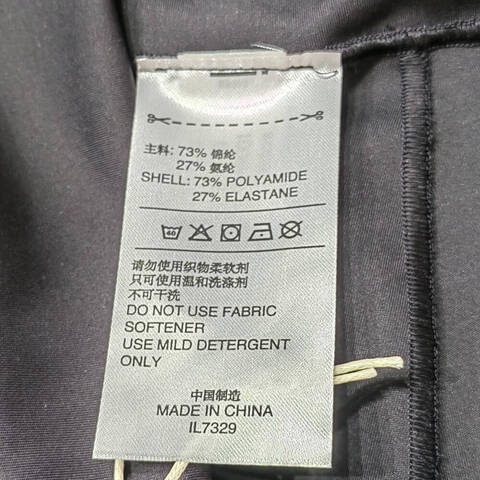 主料: 73% 锦纶
27% 氨纶
SHELL: 73% POLYAMIDE
27% ELASTANE
40
请勿使用织物柔软剂
只可使用温和洗涤剂
不可干洗
DO NOT USE FABRIC
SOFTENER
USE MILD DETERGENT
ONLY
中国制造
MADE IN CHINA
IL7329